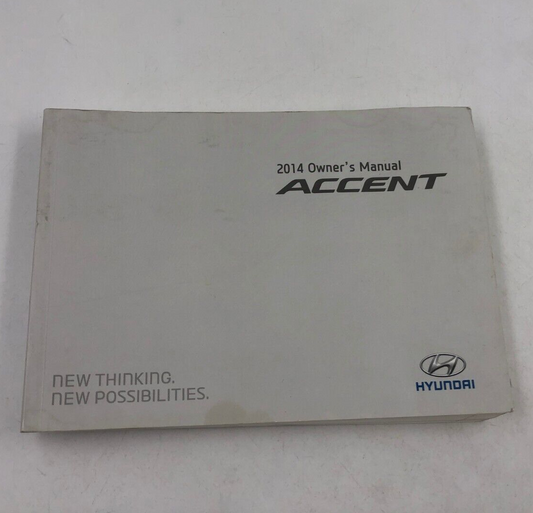 2014 Owner's Manual
ACCENT
NEW THINKING.
NEW POSSIBILITIES.
HYUNDAI